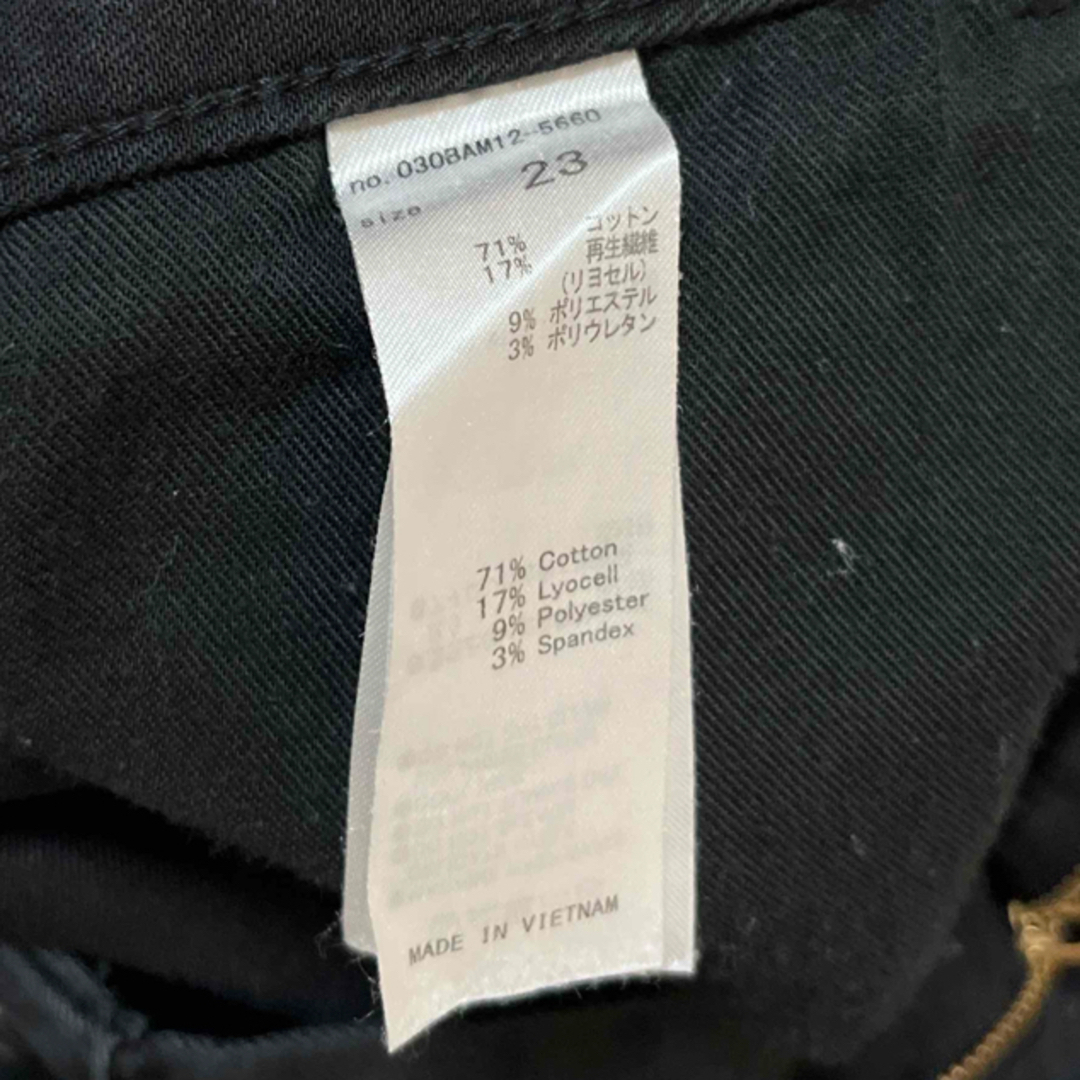 no. 030BAM12-5660
size 23
71% コットン
17% 再生繊維
(リヨセル)
9% ポリエステル
3% ポリウレタン
71% Cotton
17% Lyocell
9% Polyester
3% Spandex
MADE IN VIETNAM